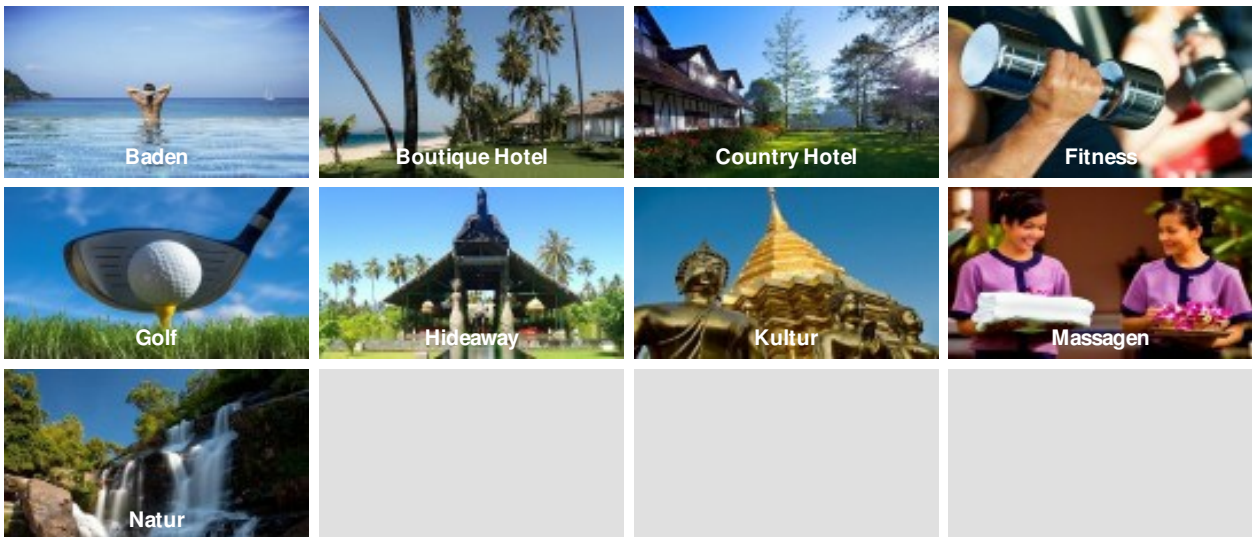 Baden
Boutique Hotel
Country Hotel
Fitness
Golf
Hideaway
Kultur
Massagen
Natur